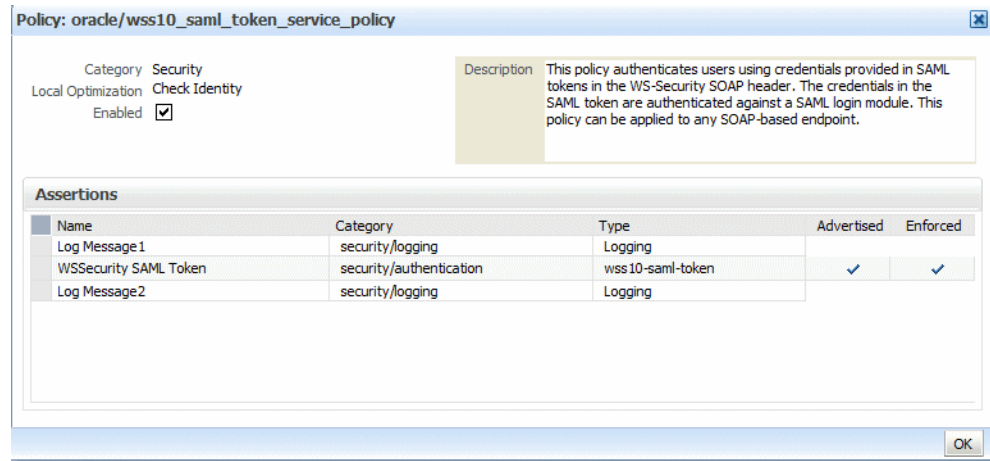 Policy: oracle/wss10_saml_token_service_policy
Category Security
Local Optimization Check Identity
Enabled
Description This policy authenticates users using credentials provided in SAML
tokens in the WS-Security SOAP header. The credentials in the
SAML token are authenticated against a SAML login module. This
policy can be applied to any SOAP-based endpoint.
Assertions
Name Category Type Advertised Enforced
Log Message1 security/logging Logging
WSSecurity SAML Token security/authentication wss10-saml-token
Log Message2 security/logging Logging
OK